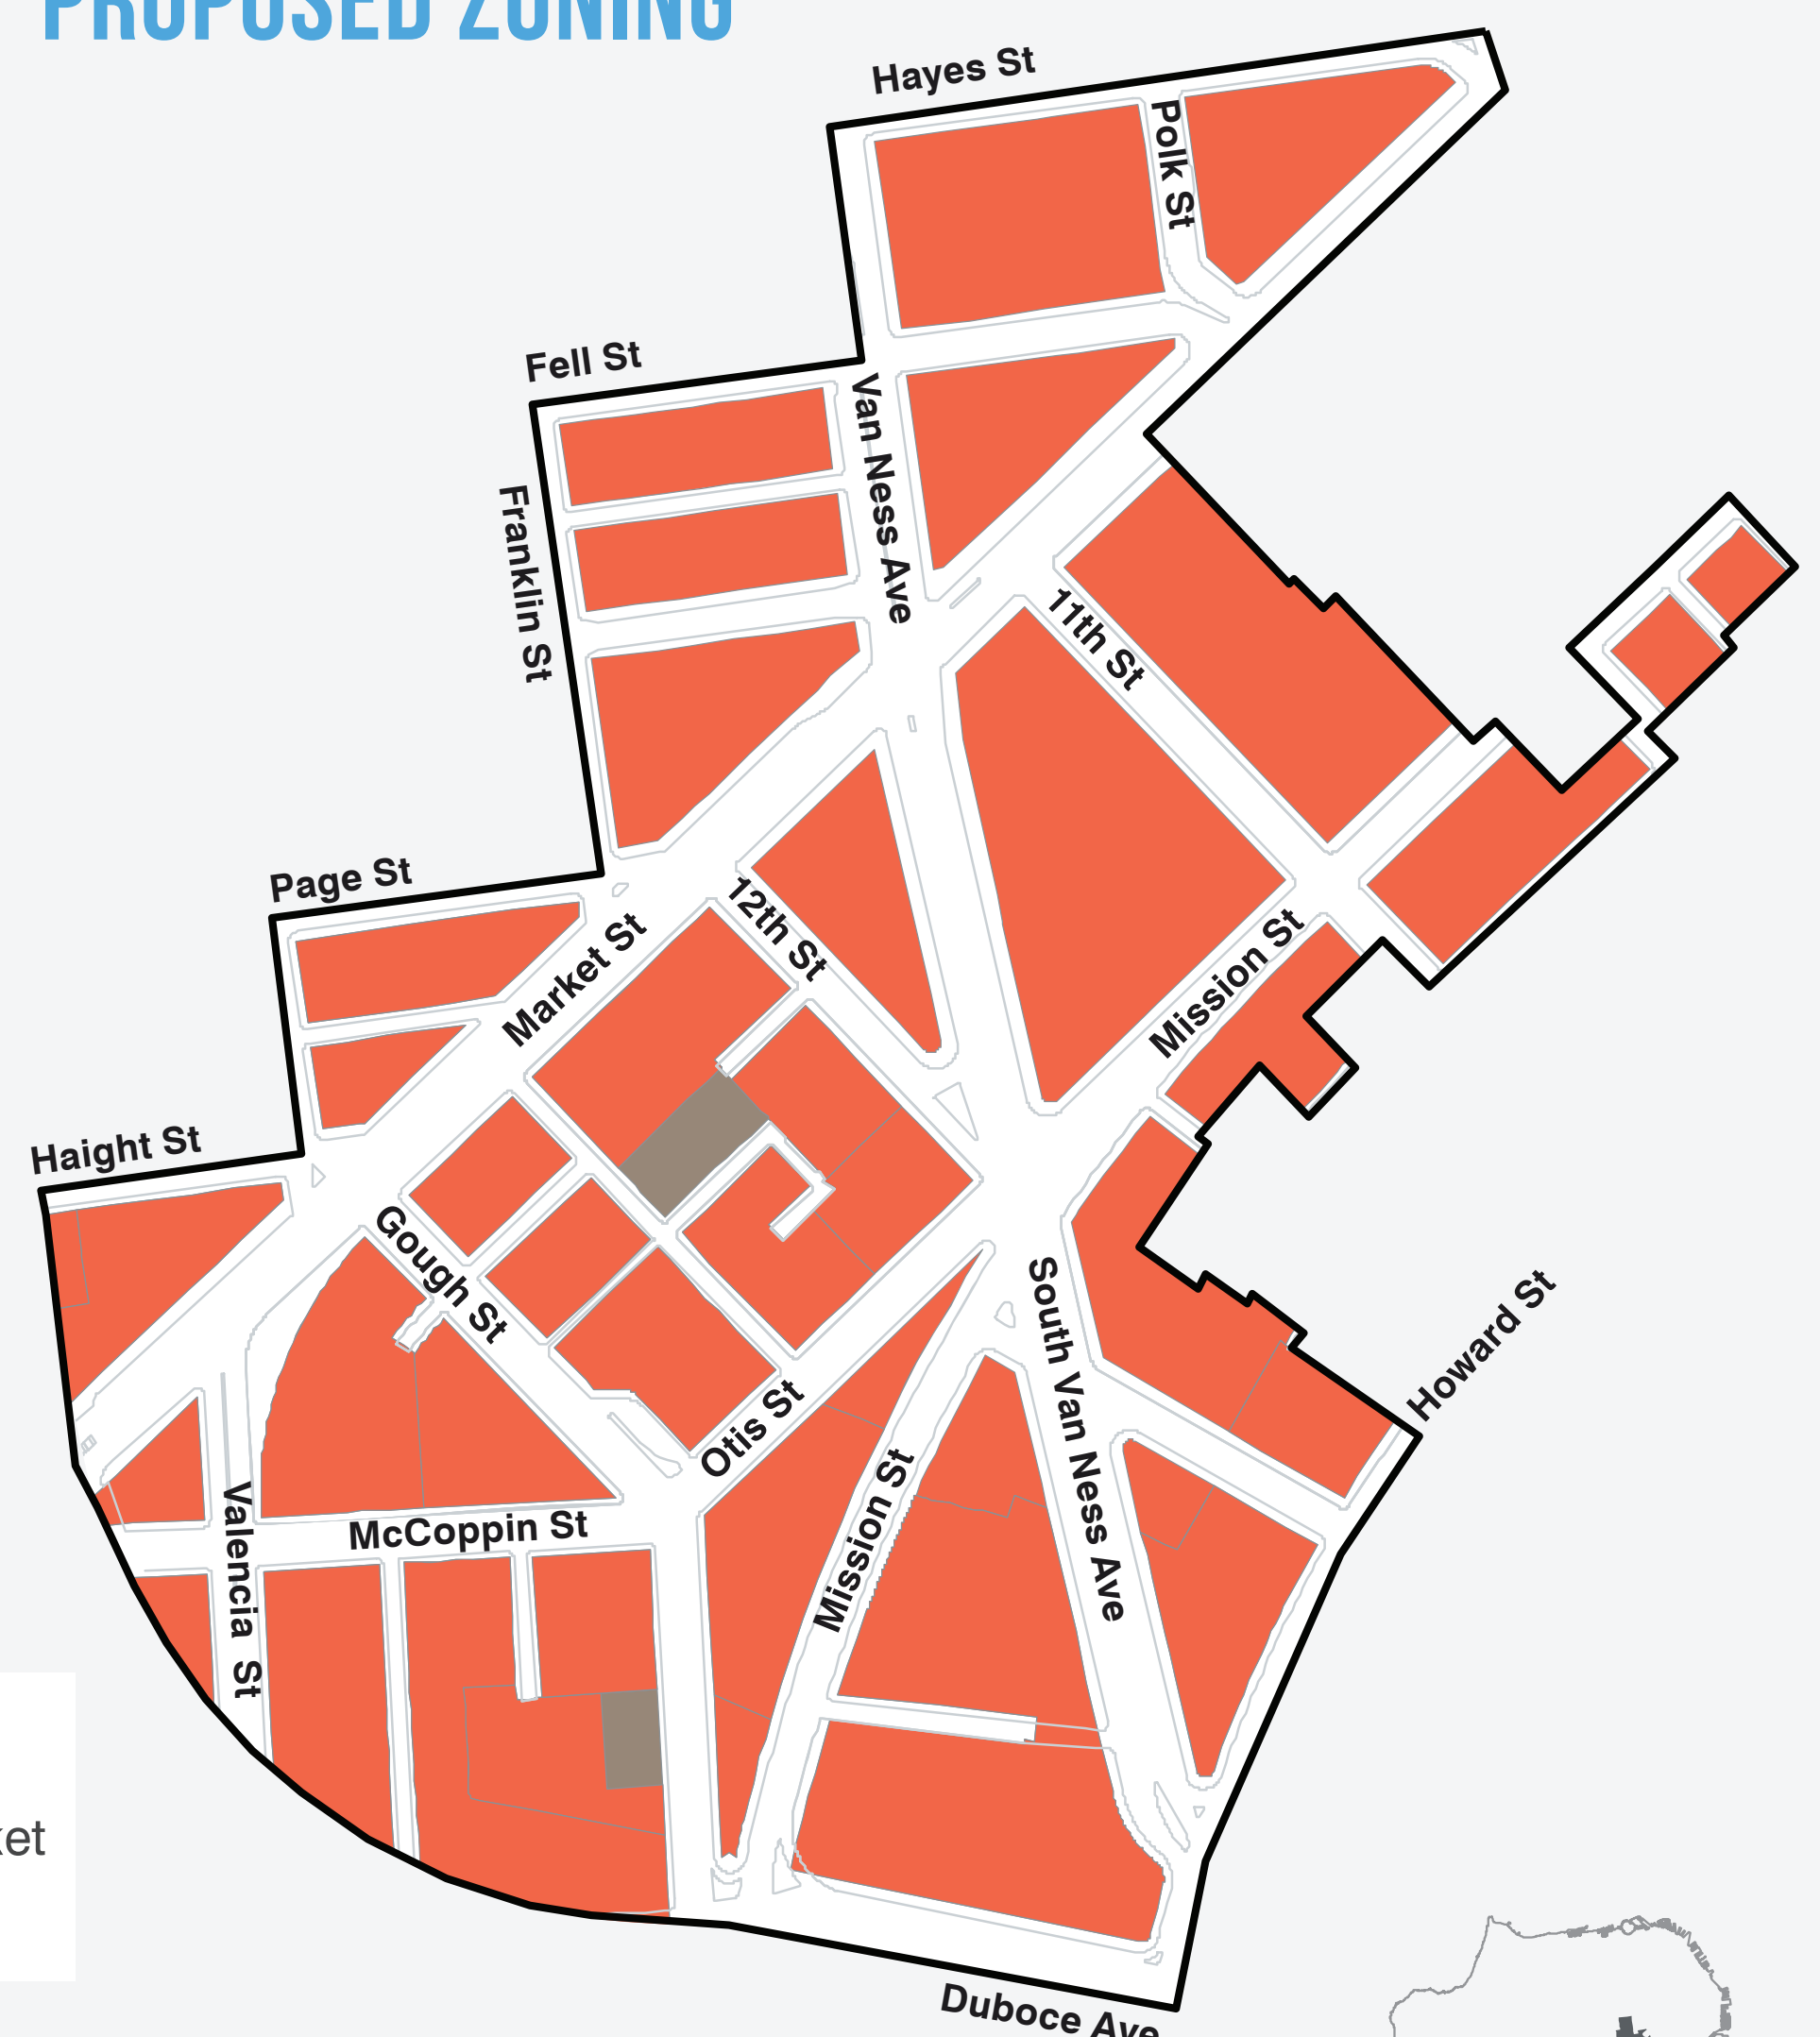 PROPOSED ZONING
Hayes St
Polk St
Fell St
Van Ness Ave
Franklin St
11th St
Page St
12th St
Market St
Mission St
Haight St
Gough St
South Van Ness Ave
Howard St
Otis St
Mission St
Valencia St
McCoppin St
ket
Duboce Ave